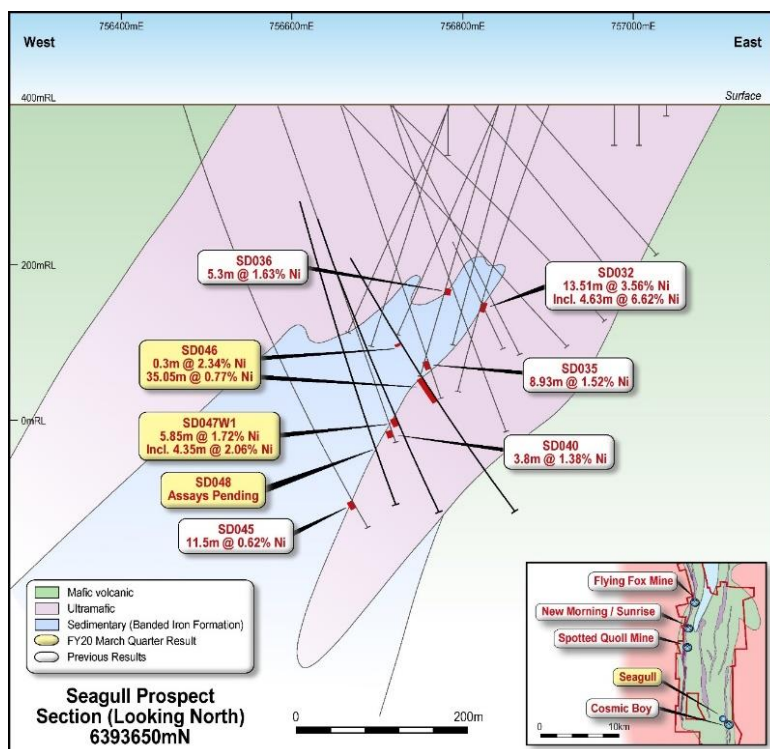 756400mE
756600mE
756800mE
757000mE
West
East
400mRL
Surface
200mRL
0mRL
SD036
5.3m @ 1.63% Ni
SD032
13.51m @ 3.56% Ni
Incl. 4.63m @ 6.62% Ni
SD046
0.3m @ 2.34% Ni
35.05m @ 0.77% Ni
SD035
8.93m @ 1.52% Ni
SD047W1
5.85m @ 1.72% Ni
Incl. 4.35m @ 2.06% Ni
SD040
3.8m @ 1.38% Ni
SD048
Assays Pending
SD045
11.5m @ 0.62% Ni
Mafic volcanic
Ultramafic
Sedimentary (Banded Iron Formation)
FY20 March Quarter Result
Previous Results
Seagull Prospect
Section (Looking North)
6393650mN
0
200m
Flying Fox Mine
New Morning / Sunrise
Spotted Quoll Mine
Seagull
Cosmic Boy
0
10km